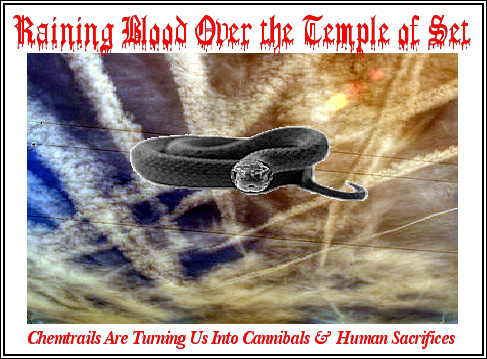 Raining Blood Over the Temple of Set
Chemtrails Are Turning Us Into Cannibals & Human Sacrifices